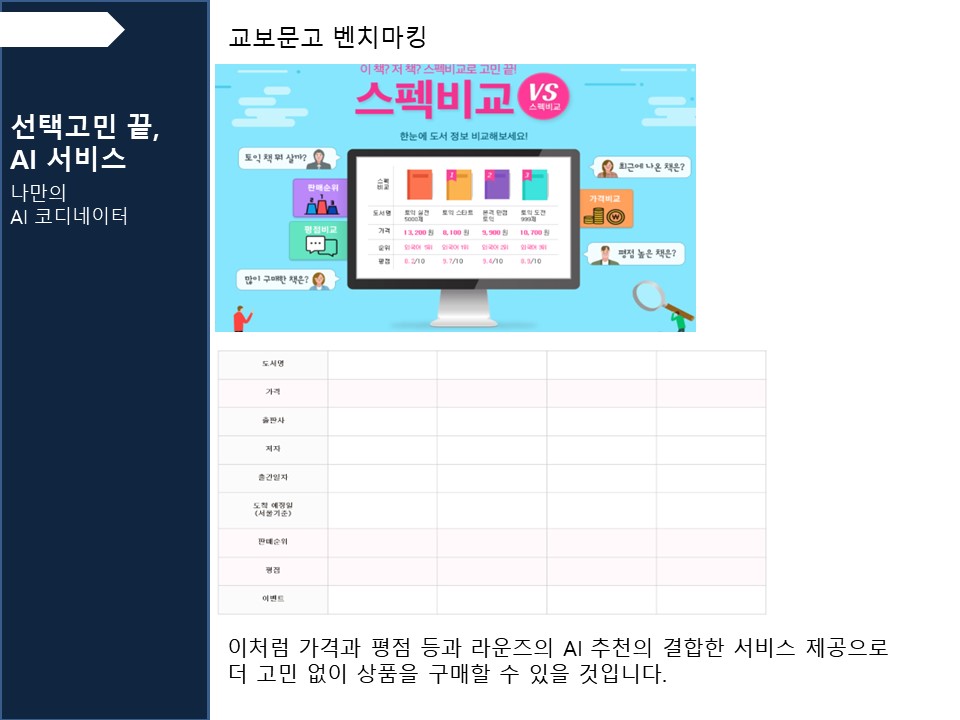 교보문고 벤치마킹
선택고민 끝,
AI 서비스
나만의
AI 코디네이터
이 책? 저 책? 스펙비교로 고민 끝!
스펙비교 VS 스펙비교
한눈에 도서 정보 비교해보세요!
토익 책 뭐 살까?
최근에 나온 책은?
판매순위
가격비교
평점비교
평점 높은 책은?
많이 구매한 책은?
스펙 비교 1 2 3
도서명 토익 실전 5000제 토익 스타트 본격 만점 토익 토익 도전 999제
가격 13,200 원 8,100 원 9,900 원 10,700 원
순위 외국어 1위 외국어 1위 외국어 2위 외국어 3위
평점 8.2/10 9.7/10 9.4/10 8.5/10
도서명
가격
출판사
저자
출간일자
도착 예정일
(서울기준)
판매순위
평점
이벤트
이처럼 가격과 평점 등과 라운즈의 AI 추천의 결합한 서비스 제공으로
더 고민 없이 상품을 구매할 수 있을 것입니다.